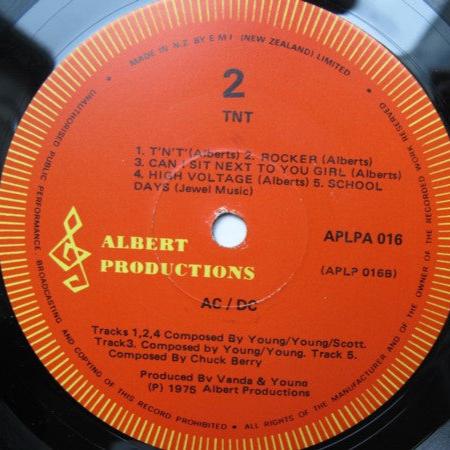 MADE IN N.Z BY E M I (NEW ZEALAND) LIMITED
2
TNT
1. T'N'T'(Alberts) 2. ROCKER (Alberts)
3. CAN I SIT NEXT TO YOU GIRL (Alberts)
4. HIGH VOLTAGE (Alberts) 5. SCHOOL
DAYS (Jewel Music)
ALBERT
PRODUCTIONS
APLPA 016
(APLP 016B)
AC / DC
Tracks 1,2,4 Composed By Young/Young/Scott.
Track3. Composed by Young/Young. Track 5.
Composed By Chuck Berry
Produced By Vanda & Young
(P) 1975 Albert Productions
UNAUTHORISED PUBLIC PERFORMANCE BROADCASTING AND COPYING OF THIS RECORD PROHIBITED • ALL RIGHTS OF THE MANUFACTURER AND OF THE OWNER OF THE RECORDED WORK RESERVED •